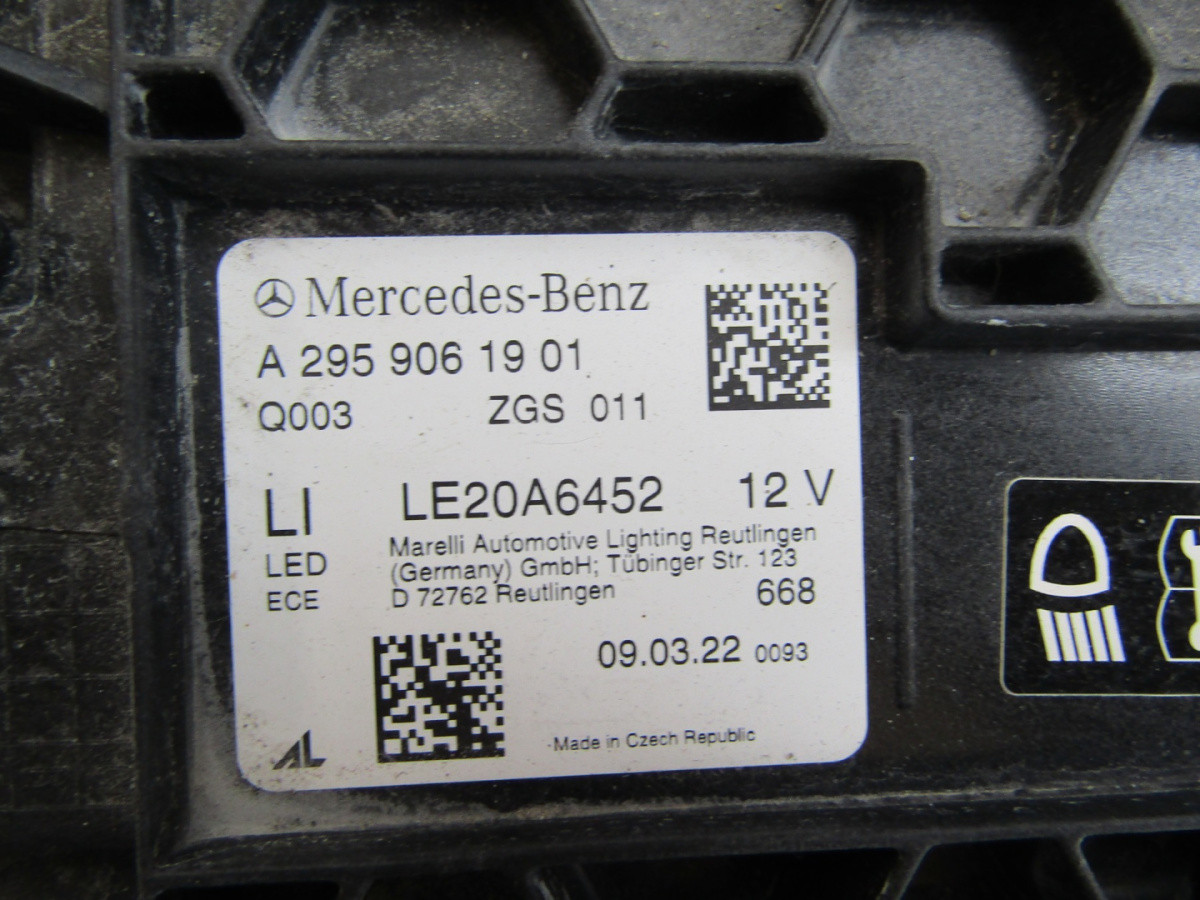 Mercedes-Benz
A 295 906 19 01
Q003 ZGS 011
LI LE20A6452 12 V
LED Marelli Automotive Lighting Reutlingen
(Germany) GmbH; Tübinger Str. 123
ECE D 72762 Reutlingen 668
09.03.22 0093
AL Made in Czech Republic